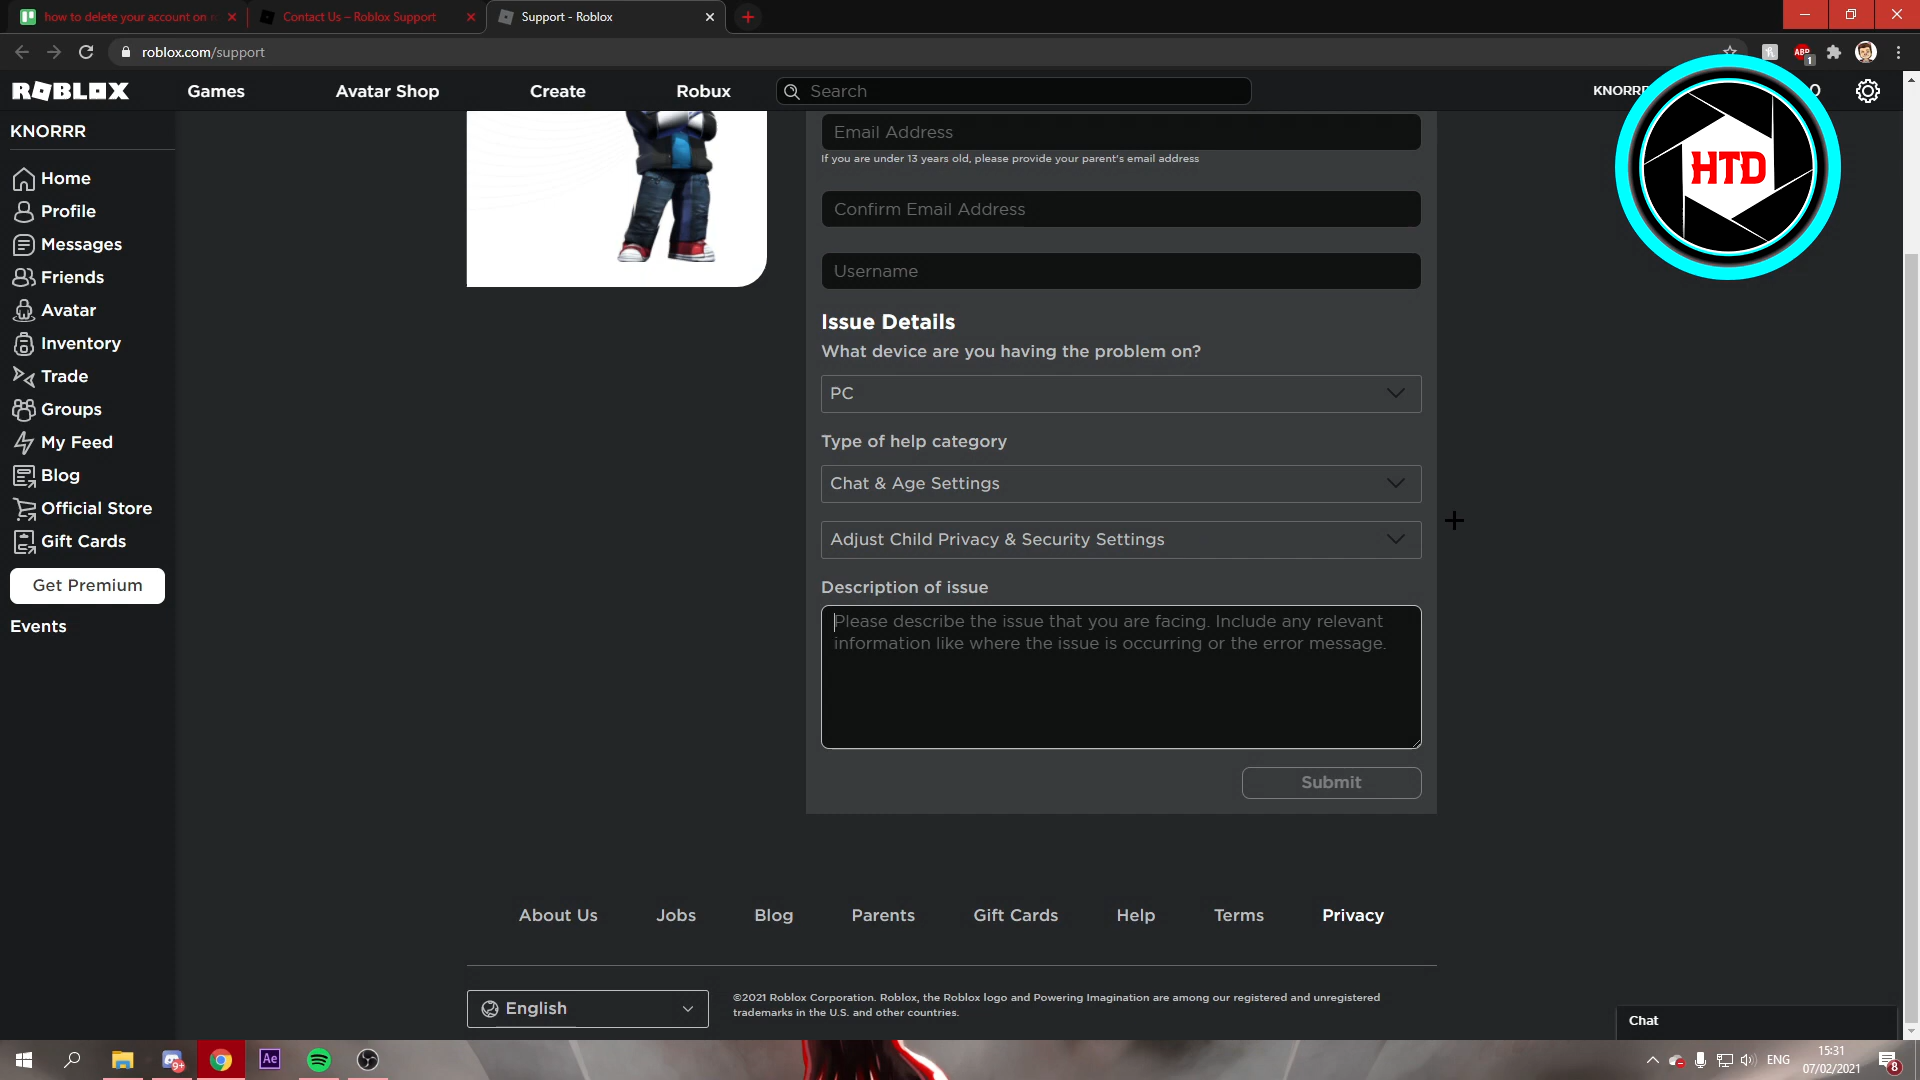 how to delete your account on r
Contact Us – Roblox Support
Support - Roblox
roblox.com/support
ABP
1
ROBLOX
Games
Avatar Shop
Create
Robux
Search
KNORRR
0
HTD
KNORRR
Home
Profile
Messages
Friends
Avatar
Inventory
Trade
Groups
My Feed
Blog
Official Store
Gift Cards
Get Premium
Events
Email Address
If you are under 13 years old, please provide your parent's email address
Confirm Email Address
Username
Issue Details
What device are you having the problem on?
PC
Type of help category
Chat & Age Settings
Adjust Child Privacy & Security Settings
Description of issue
Please describe the issue that you are facing. Include any relevant
information like where the issue is occurring or the error message.
Submit
About Us
Jobs
Blog
Parents
Gift Cards
Help
Terms
Privacy
English
©2021 Roblox Corporation. Roblox, the Roblox logo and Powering Imagination are among our registered and unregistered
trademarks in the U.S. and other countries.
Chat
9+
Ae
ENG
15:31
07/02/2021
8